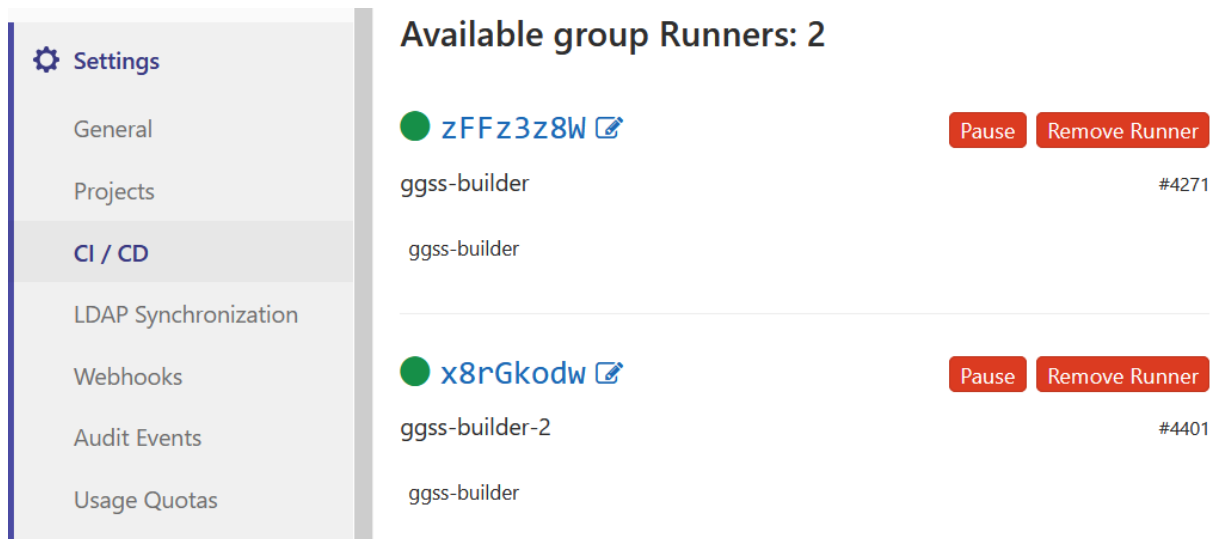 Settings
General
Projects
CI / CD
LDAP Synchronization
Webhooks
Audit Events
Usage Quotas
Available group Runners: 2
zFFz3z8W
Pause
Remove Runner
ggss-builder
#4271
ggss-builder
x8rGkodw
Pause
Remove Runner
ggss-builder-2
#4401
ggss-builder